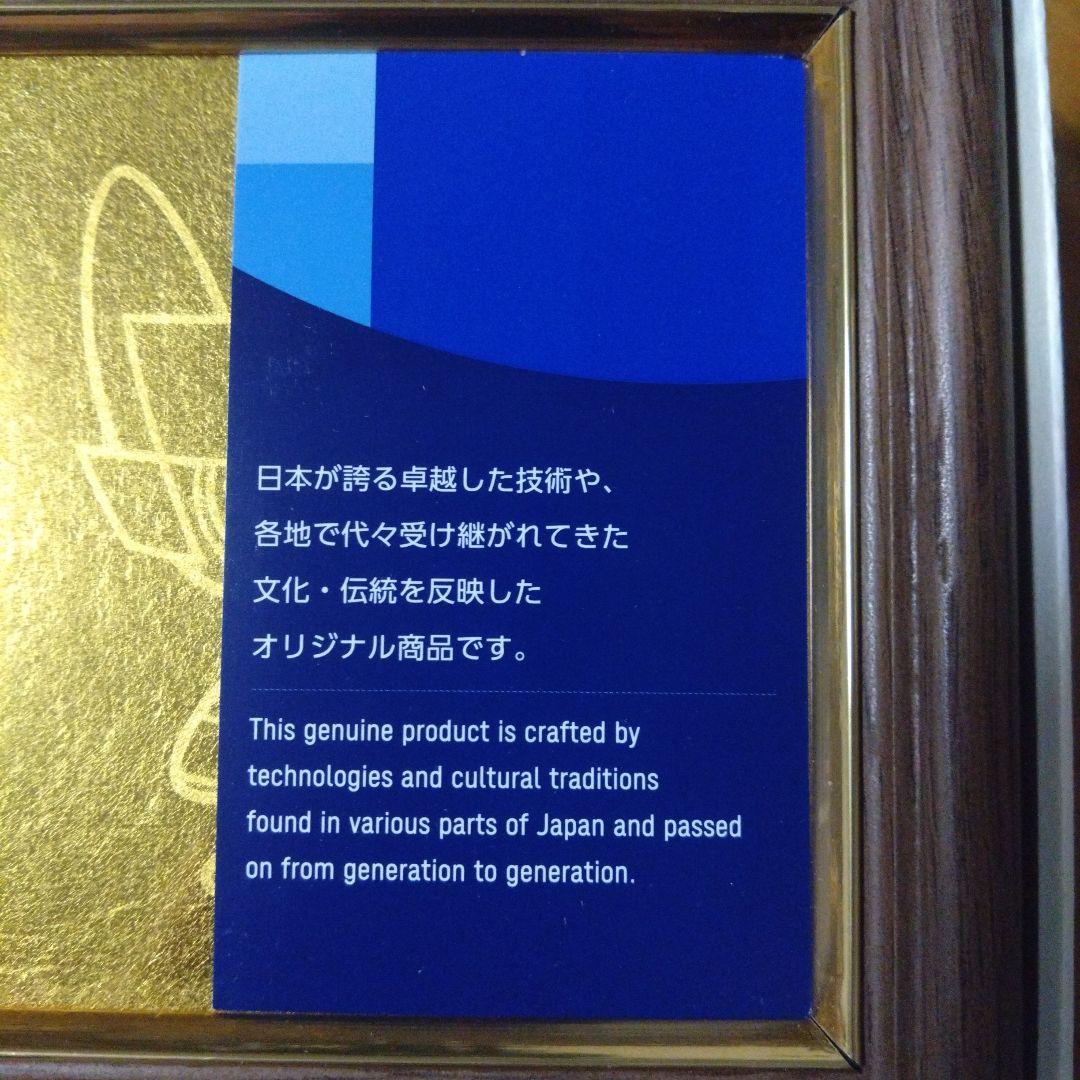 日本が誇る卓越した技術や、
各地で代々受け継がれてきた
文化・伝統を反映した
オリジナル商品です。
This genuine product is crafted by
technologies and cultural traditions
found in various parts of Japan and passed
on from generation to generation.